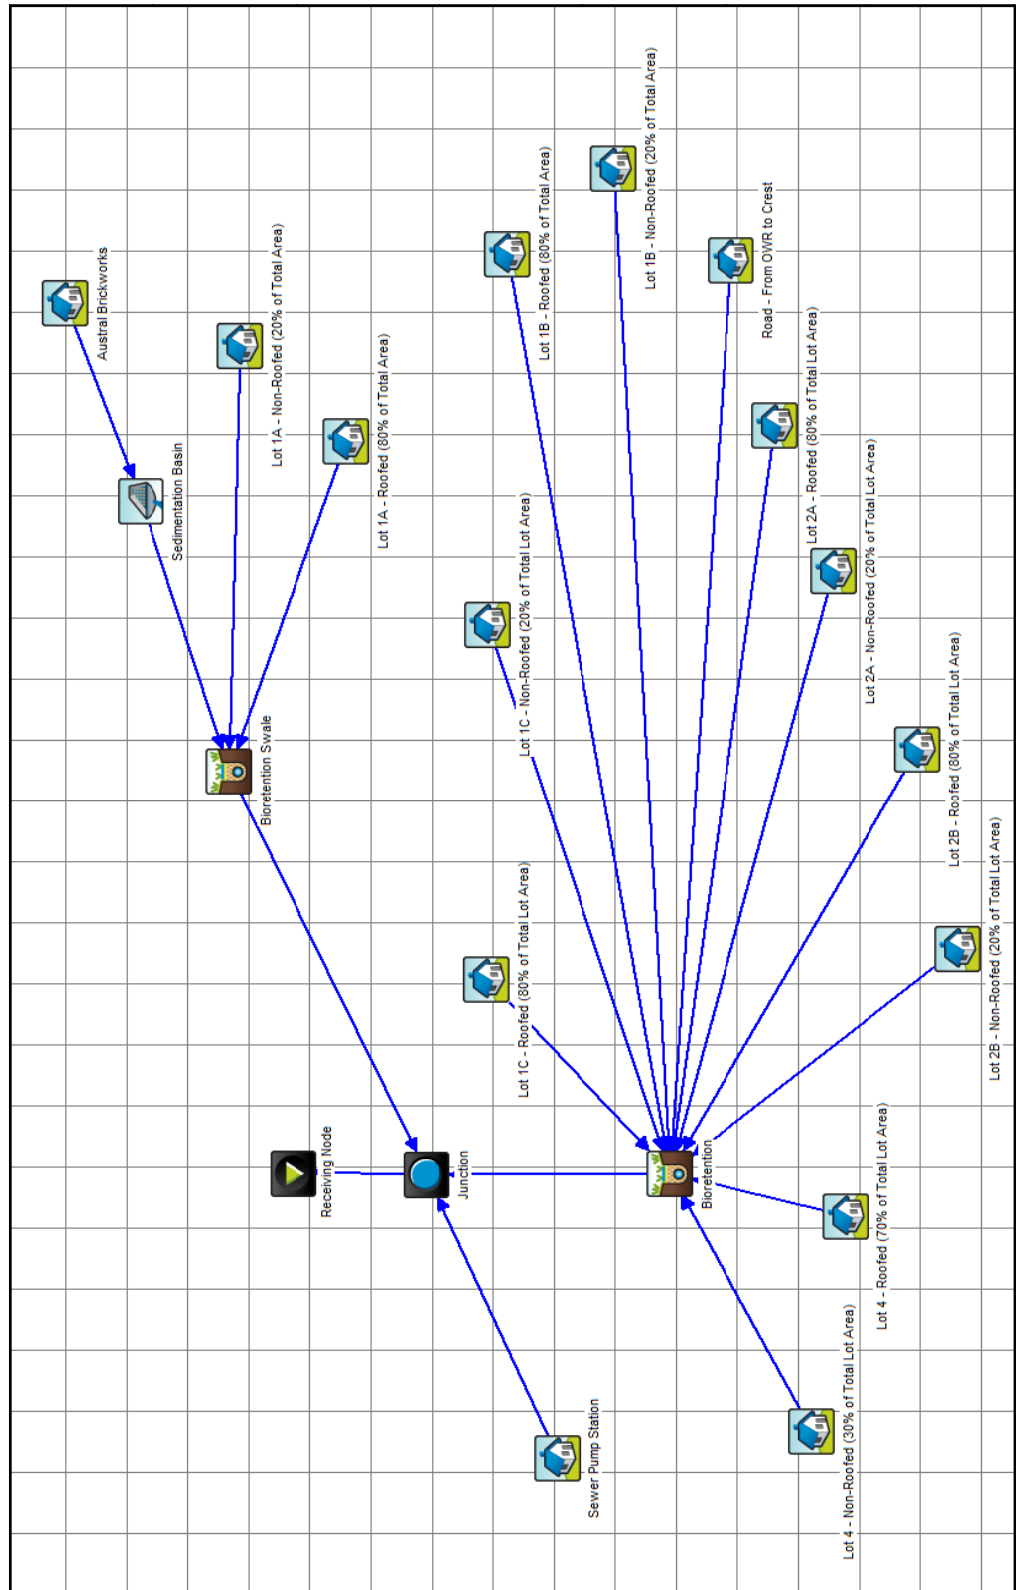 Austral Brickworks
Lot 1A - Non-Roofed (20% of Total Area)
Lot 1A - Roofed (80% of Total Area)
Sedimentation Basin
Bioretention Swale
Lot 1B - Roofed (80% of Total Area)
Lot 1B - Non-Roofed (20% of Total Area)
Road - From OWR to Crest
Lot 2A - Roofed (80% of Total Lot Area)
Lot 2A - Non-Roofed (20% of Total Lot Area)
Lot 1C - Non-Roofed (20% of Total Lot Area)
Lot 2B - Roofed (80% of Total Lot Area)
Lot 2B - Non-Roofed (20% of Total Lot Area)
Lot 1C - Roofed (80% of Total Lot Area)
Receiving Node
Junction
Bioretention
Lot 4 - Roofed (70% of Total Lot Area)
Sewer Pump Station
Lot 4 - Non-Roofed (30% of Total Lot Area)